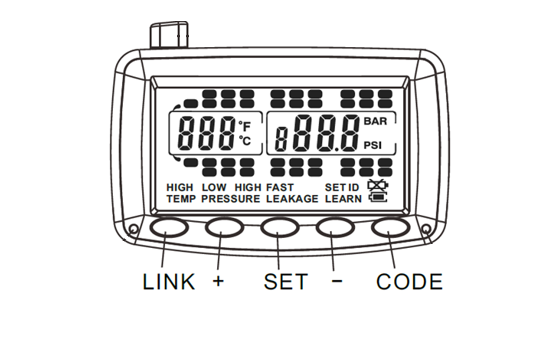 888 °F 888.8 BAR
°C PSI
HIGH LOW HIGH FAST SET ID
TEMP PRESSURE LEAKAGE LEARN
LINK + SET - CODE